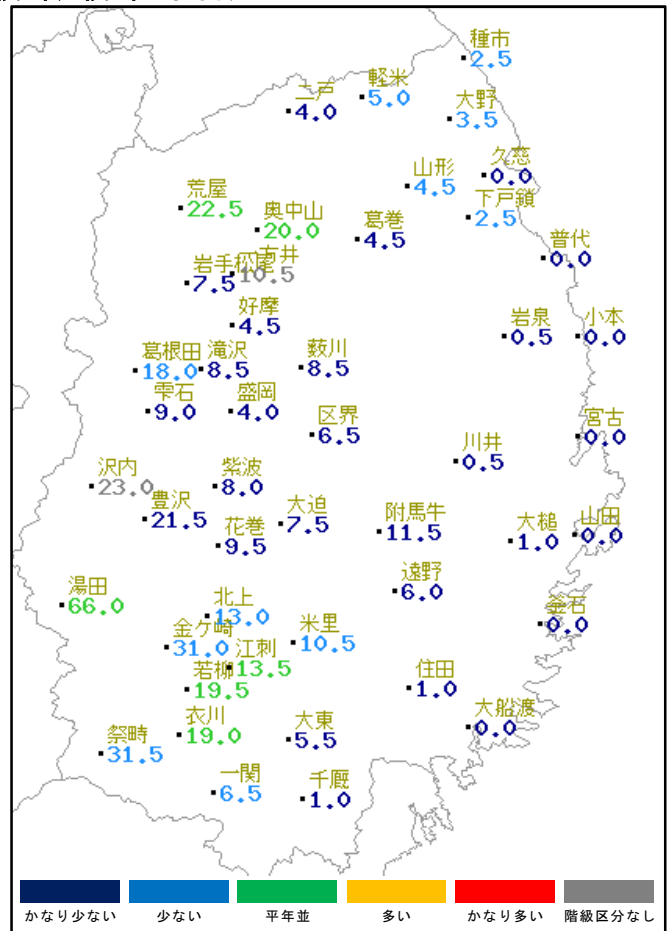 種市
2.5
軽米
5.0
二戸
4.0
大野
3.5
久慈
0.0
山形
4.5
下戸鎖
2.5
荒屋
22.5
奥中山
20.0
葛巻
4.5
普代
0.0
岩手松尾
7.5
一方井
10.5
好摩
4.5
岩泉
0.5
小本
0.0
葛根田
18.0
滝沢
8.5
薮川
8.5
雫石
9.0
盛岡
4.0
区界
6.5
宮古
0.0
川井
0.5
沢内
23.0
紫波
8.0
豊沢
21.5
大迫
7.5
附馬牛
11.5
花巻
9.5
大槌
1.0
山田
0.0
湯田
66.0
遠野
6.0
北上
13.0
釜石
0.0
金ケ崎
31.0
米里
10.5
江刺
13.5
若柳
19.5
住田
1.0
衣川
19.0
大東
5.5
大船渡
0.0
祭畤
31.5
一関
6.5
千厩
1.0
かなり少ない 少ない 平年並 多い かなり多い 階級区分なし